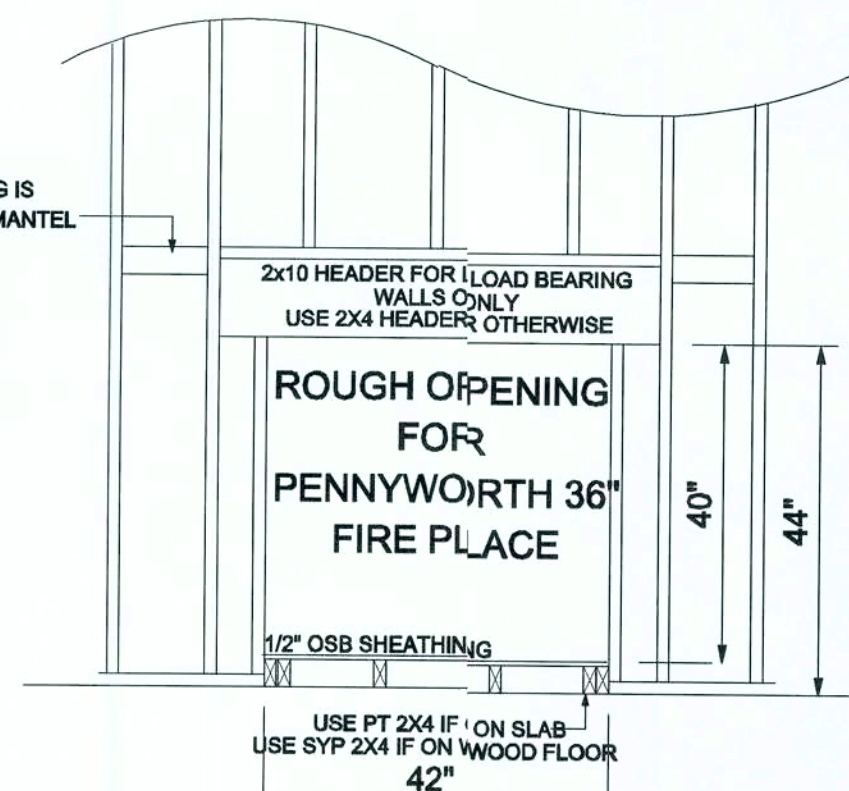 G IS
MANTEL
2x10 HEADER FOR LOAD BEARING
WALLS ONLY
USE 2X4 HEADER OTHERWISE
ROUGH OPENING
FOR
PENNYWORTH 36"
FIRE PLACE
40"
44"
1/2" OSB SHEATHING
USE PT 2X4 IF ON SLAB
USE SYP 2X4 IF ON WOOD FLOOR
42"